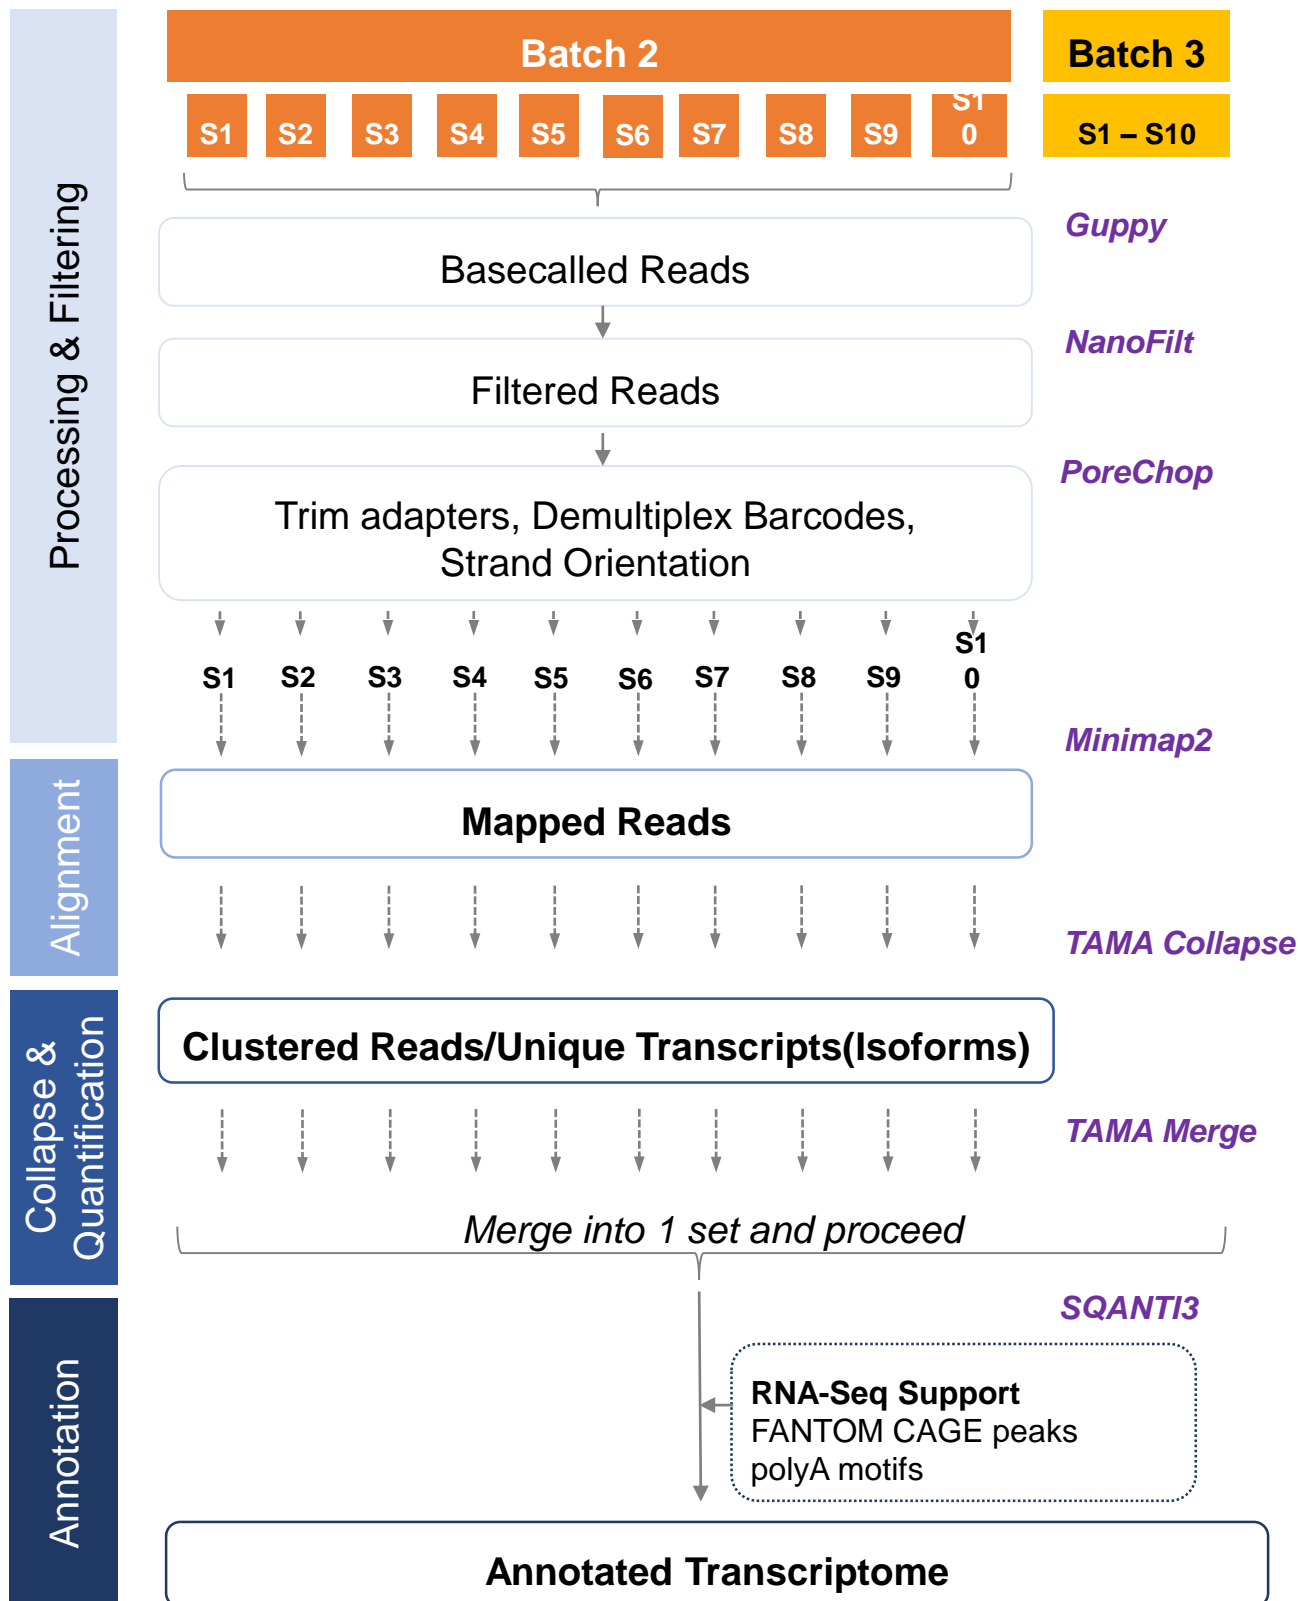 Batch 2
Batch 3
S1 S2 S3 S4 S5 S6 S7 S8 S9 S1
0
S1 – S10
Processing & Filtering
Guppy
Basecalled Reads
NanoFilt
Filtered Reads
PoreChop
Trim adapters, Demultiplex Barcodes,
Strand Orientation
S1 S2 S3 S4 S5 S6 S7 S8 S9 S1
0
Minimap2
Alignment
Mapped Reads
TAMA Collapse
Collapse &
Quantification
Clustered Reads/Unique Transcripts(Isoforms)
TAMA Merge
Merge into 1 set and proceed
SQANTI3
Annotation
RNA-Seq Support
FANTOM CAGE peaks
polyA motifs
Annotated Transcriptome